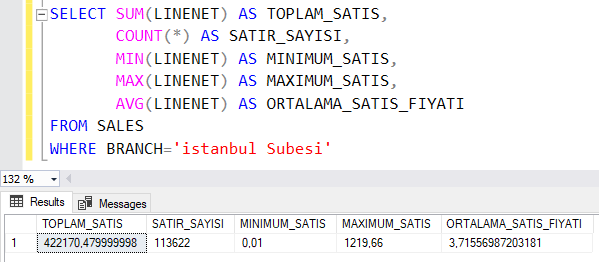 SELECT SUM(LINENET) AS TOPLAM_SATIS,
COUNT(*) AS SATIR_SAYISI,
MIN(LINENET) AS MINIMUM_SATIS,
MAX(LINENET) AS MAXIMUM_SATIS,
AVG(LINENET) AS ORTALAMA_SATIS_FIYATI
FROM SALES
WHERE BRANCH='istanbul Subesi'
132 %
Results Messages
TOPLAM_SATIS SATIR_SAYISI MINIMUM_SATIS MAXIMUM_SATIS ORTALAMA_SATIS_FIYATI
1 422170,479999998 113622 0,01 1219,66 3,71556987203181